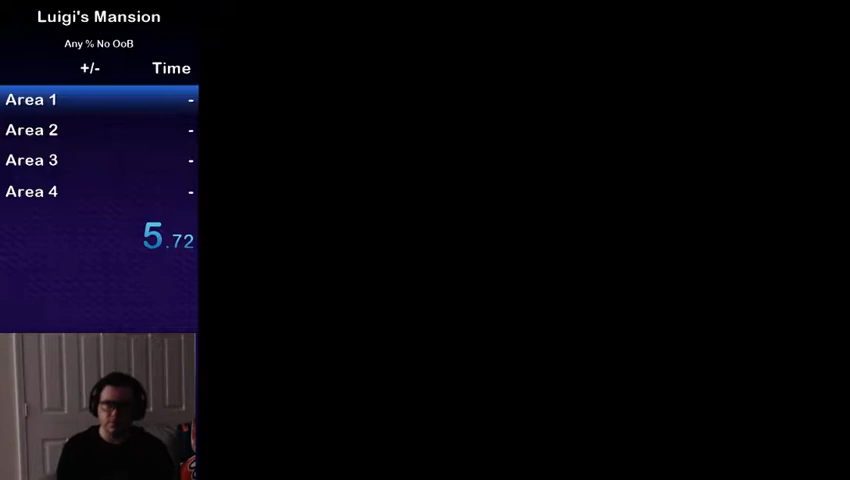 Luigi's Mansion
Any % No OoB
+/- Time
Area 1 -
Area 2 -
Area 3 -
Area 4 -
5.72